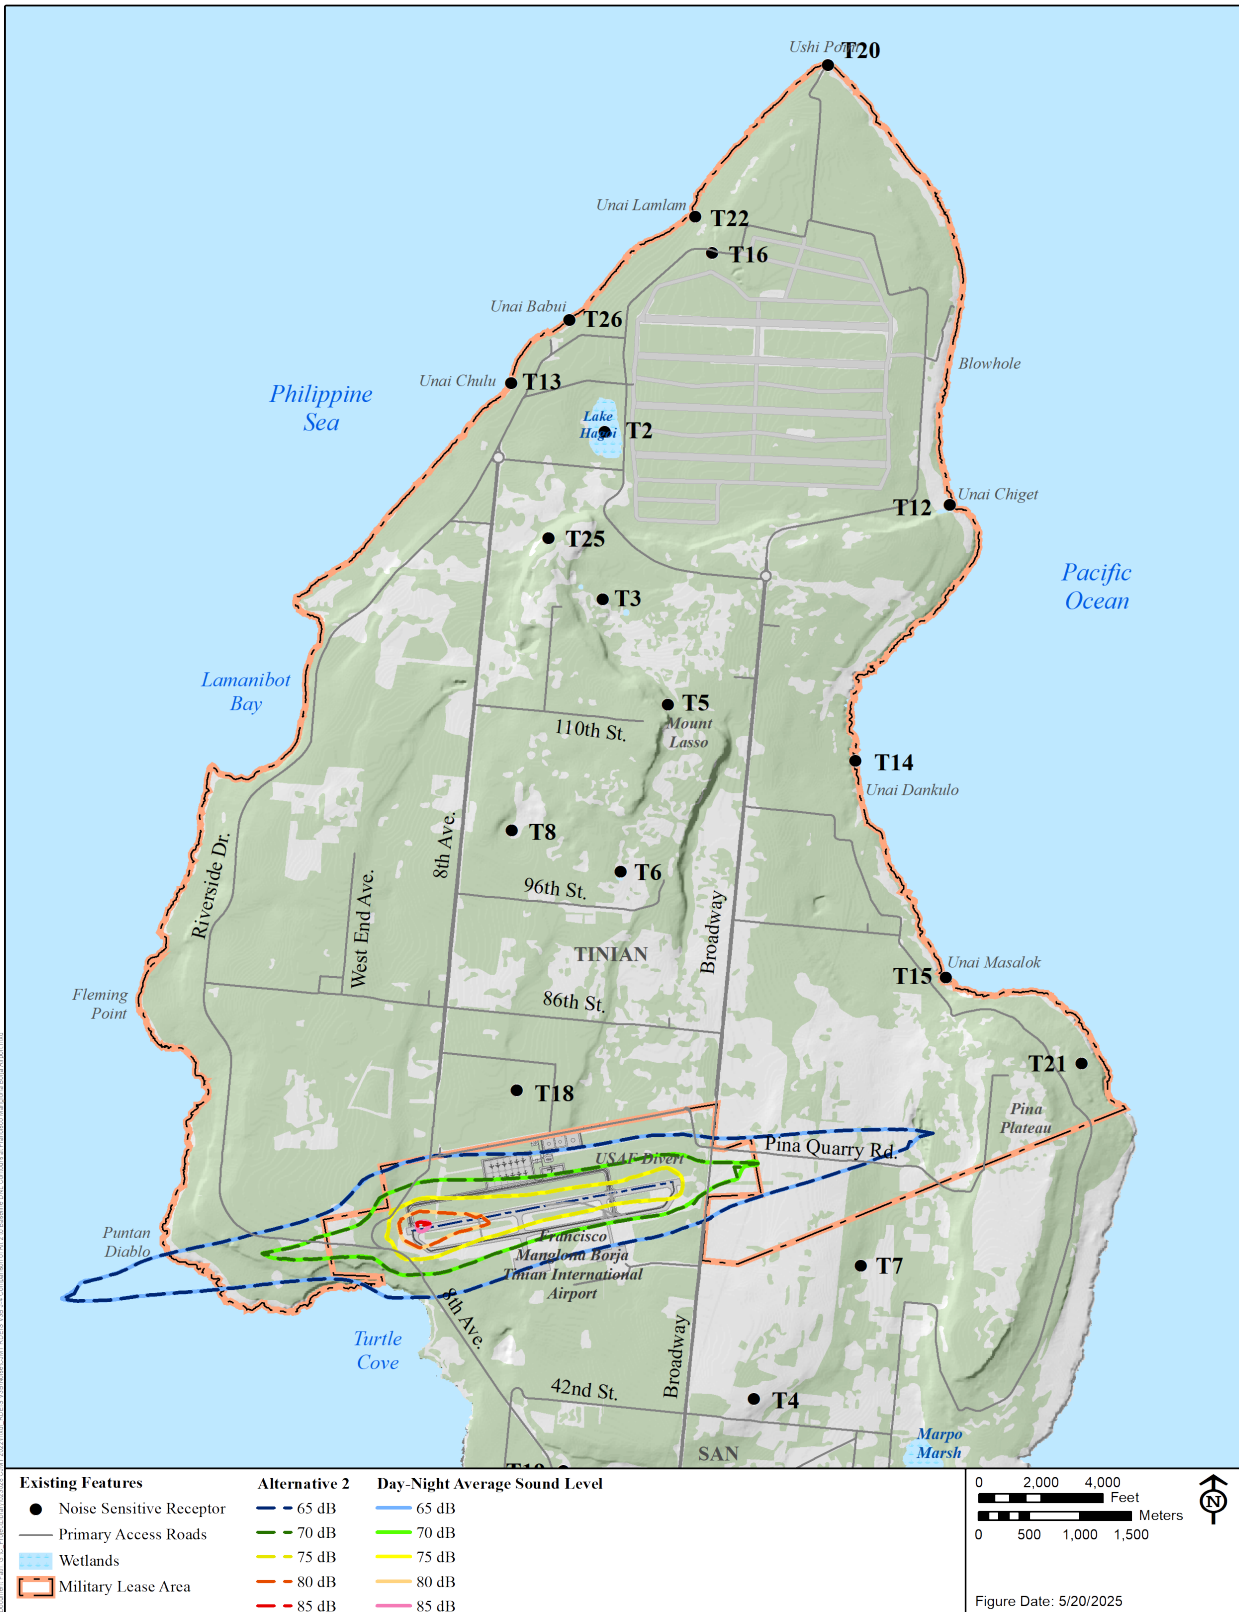 Ushi Point
T20
Unai Lamlam
T22
T16
Unai Babui
T26
Unai Chulu
T13
Blowhole
Philippine
Sea
Lake
Hagoi
T2
Unai Chiget
T12
T25
Pacific
Ocean
T3
Lamanibot
Bay
T5
Mount
Lasso
110th St.
T14
Unai Dankulo
8th Ave.
T8
T6
96th St.
Riverside Dr.
West End Ave.
Broadway
TINIAN
Unai Masalok
T15
Fleming
Point
86th St.
T21
T18
Pina
Plateau
Pina Quarry Rd.
USAF Divert
Puntan
Diablo
Francisco
Manglona Borja
Tinian International
Airport
T7
8th Ave.
Turtle
Cove
Broadway
42nd St.
T4
Marpo
Marsh
SAN
Existing Features
Noise Sensitive Receptor
Primary Access Roads
Wetlands
Military Lease Area
Alternative 2
65 dB
70 dB
75 dB
80 dB
85 dB
Day-Night Average Sound Level
65 dB
70 dB
75 dB
80 dB
85 dB
0 2,000 4,000
Feet
Meters
0 500 1,000 1,500
N
Figure Date: 5/20/2025